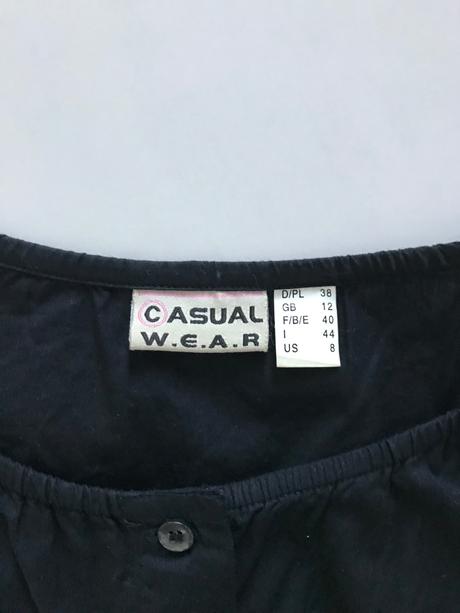 CASUAL
W.E.A.R
D/PL 38
GB 12
F/B/E 40
I 44
US 8